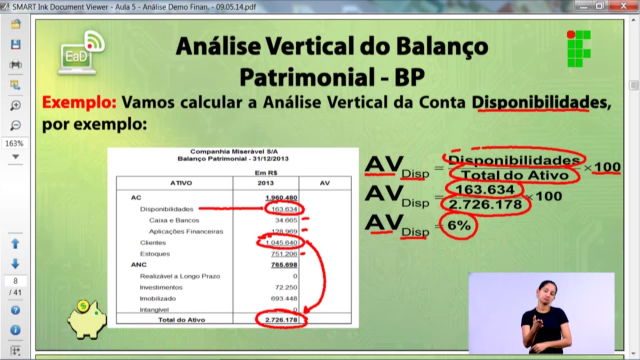 SMART Ink Document Viewer - Aula 5 - Análise Demo Finan. - 09.05.14.pdf
EaD
Análise Vertical do Balanço
Patrimonial - BP
Exemplo: Vamos calcular a Análise Vertical da Conta Disponibilidades,
por exemplo:
163%
Companhia Miserável S/A
Balanço Patrimonial - 31/12/2013
Em R$
ATIVO 2013 AV
AC 1.960.480
Disponibilidades 163.634
Caixa e Bancos 34.665
Aplicações Financeiras 128.969
Clientes 1.045.640
Estoques 751.206
ANC 765.698
Realizável a Longo Prazo 0
Investimentos 72.250
Imobilizado 693.448
Intangível 0
Total do Ativo 2.726.178
AV Disp = Disponibilidades / Total do Ativo × 100
AV Disp = 163.634 / 2.726.178 × 100
AV Disp = 6%
8
/ 41